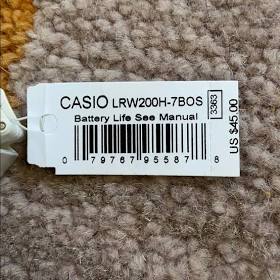 CASIO LRW200H-7BOS
Battery Life See Manual
0 79767 95587 8
3363
US $45.00